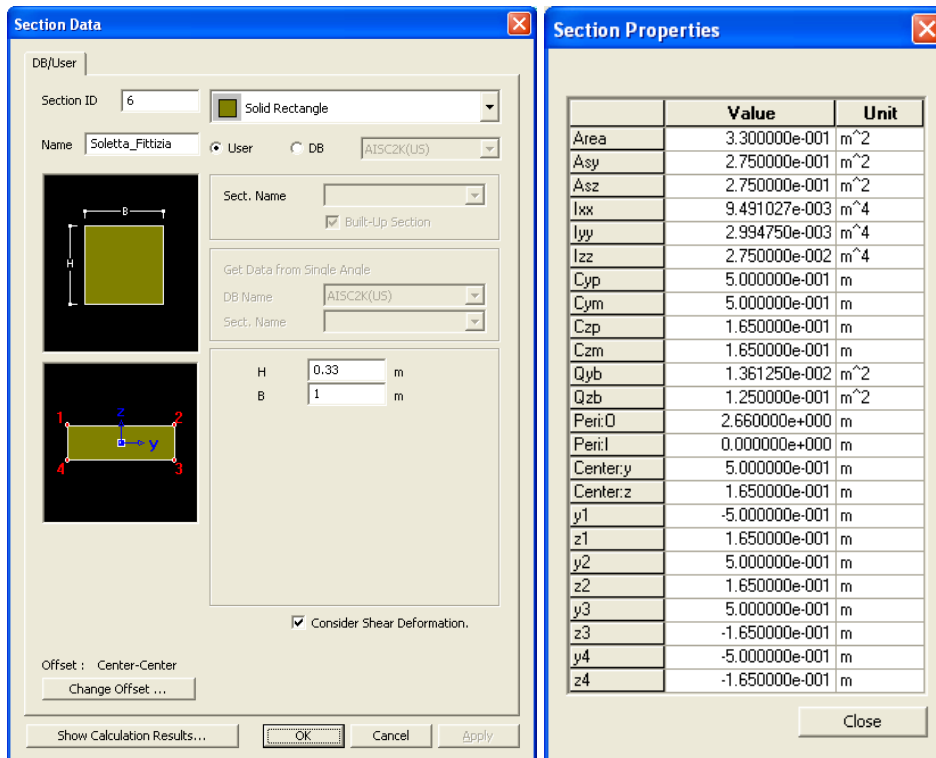 Section Data
DB/User
Section ID 6 Solid Rectangle
Name Soletta_Fittizia User DB AISC2K(US)
Sect. Name
Built-Up Section
B
H
Get Data from Single Angle
DB Name AISC2K(US)
Sect. Name
H 0.33 m
B 1 m
1 z 2
y
4 3
Consider Shear Deformation.
Offset : Center-Center
Change Offset ...
Show Calculation Results... OK Cancel Apply
Section Properties
Value Unit
Area 3.300000e-001 m^2
Asy 2.750000e-001 m^2
Asz 2.750000e-001 m^2
Ixx 9.491027e-003 m^4
Iyy 2.994750e-003 m^4
Izz 2.750000e-002 m^4
Cyp 5.000000e-001 m
Cym 5.000000e-001 m
Czp 1.650000e-001 m
Czm 1.650000e-001 m
Qyb 1.361250e-002 m^2
Qzb 1.250000e-001 m^2
Peri:O 2.660000e+000 m
Peri:I 0.000000e+000 m
Center:y 5.000000e-001 m
Center:z 1.650000e-001 m
y1 -5.000000e-001 m
z1 1.650000e-001 m
y2 5.000000e-001 m
z2 1.650000e-001 m
y3 5.000000e-001 m
z3 -1.650000e-001 m
y4 -5.000000e-001 m
z4 -1.650000e-001 m
Close